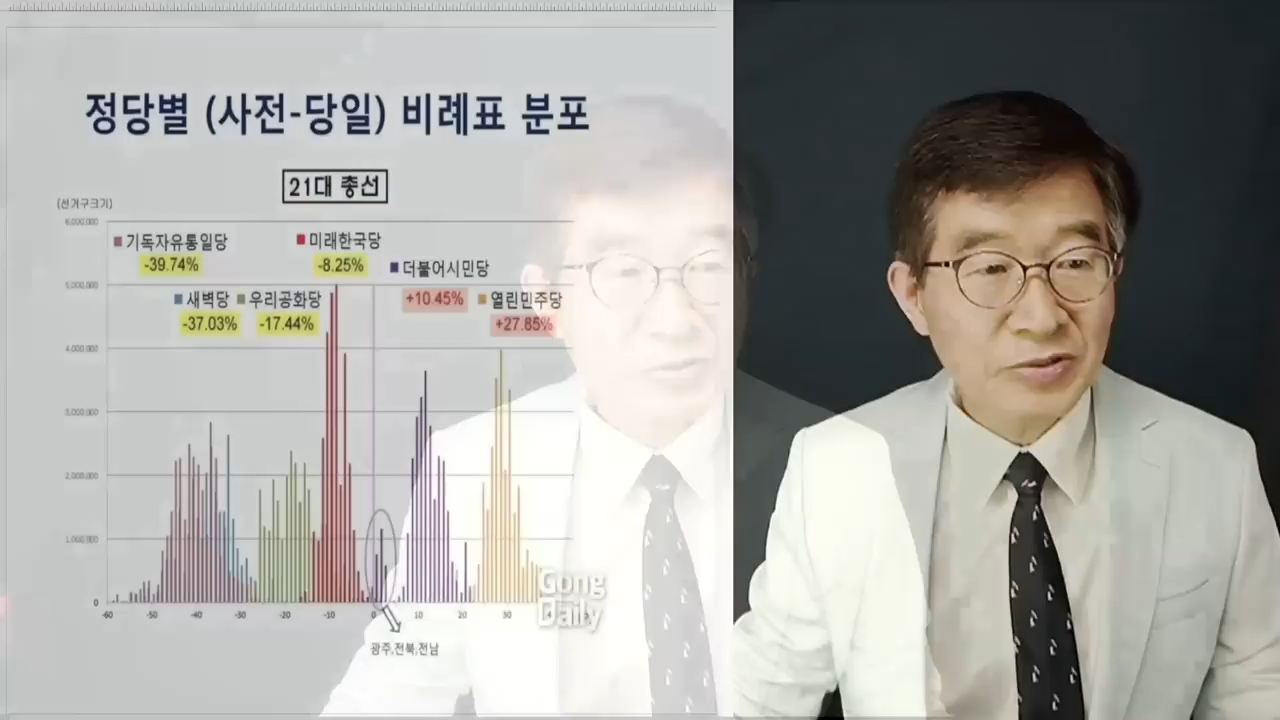 정당별 (사전-당일) 비례표 분포
21대 총선
(선거구크기)
6,000,000
기독자유통일당
-39.74%
미래한국당
-8.25%
더불어시민당
+10.45%
5,000,000
새벽당
-37.03%
우리공화당
-17.44%
열린민주당
+27.85%
4,000,000
3,000,000
2,000,000
1,000,000
0
-60 -50 -40 -30 -20 -10 0 10 20 30
광주,전북,전남
Gong
Daily